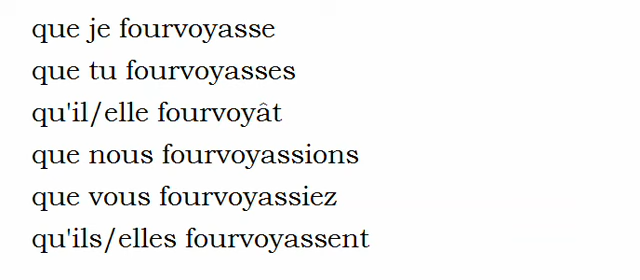 que je fourvoyasse
que tu fourvoyasses
qu'il/elle fourvoyât
que nous fourvoyassions
que vous fourvoyassiez
qu'ils/elles fourvoyassent